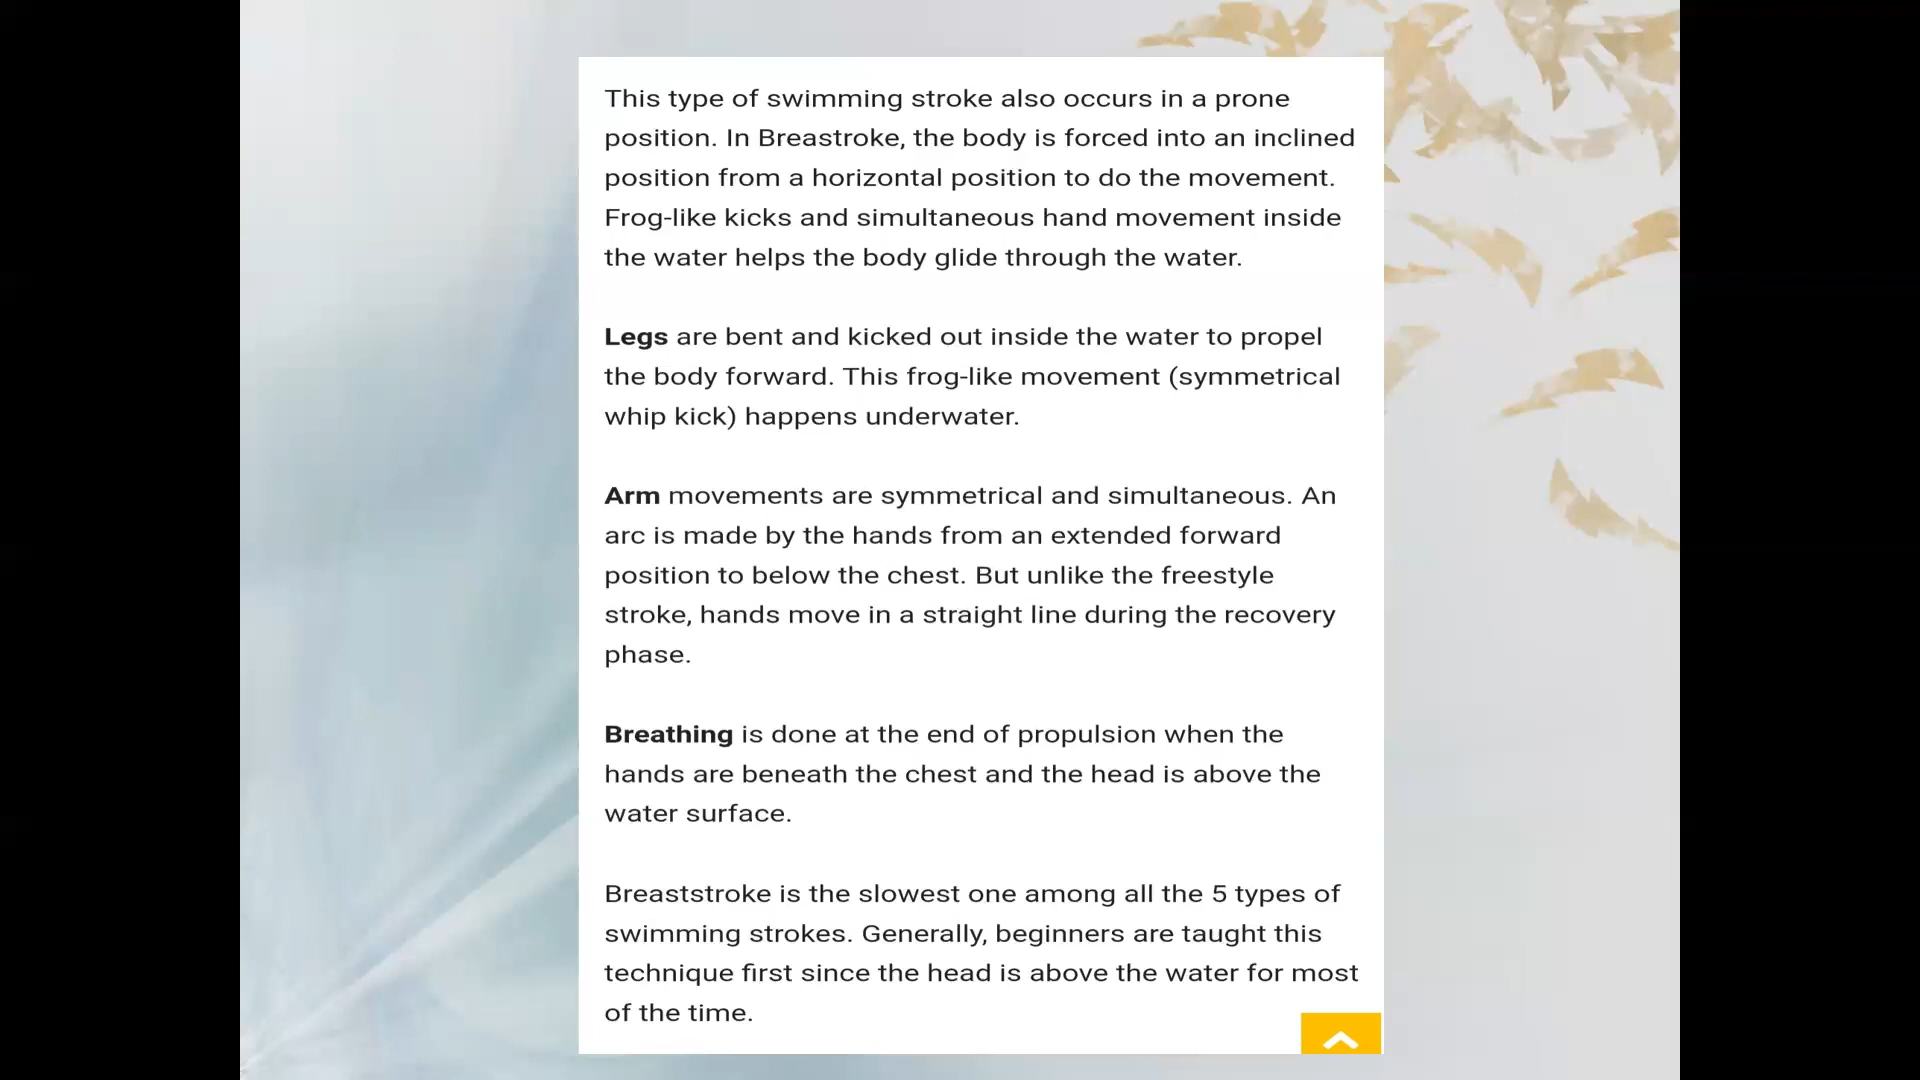 This type of swimming stroke also occurs in a prone
position. In Breastroke, the body is forced into an inclined
position from a horizontal position to do the movement.
Frog-like kicks and simultaneous hand movement inside
the water helps the body glide through the water.
Legs are bent and kicked out inside the water to propel
the body forward. This frog-like movement (symmetrical
whip kick) happens underwater.
Arm movements are symmetrical and simultaneous. An
arc is made by the hands from an extended forward
position to below the chest. But unlike the freestyle
stroke, hands move in a straight line during the recovery
phase.
Breathing is done at the end of propulsion when the
hands are beneath the chest and the head is above the
water surface.
Breaststroke is the slowest one among all the 5 types of
swimming strokes. Generally, beginners are taught this
technique first since the head is above the water for most
of the time.